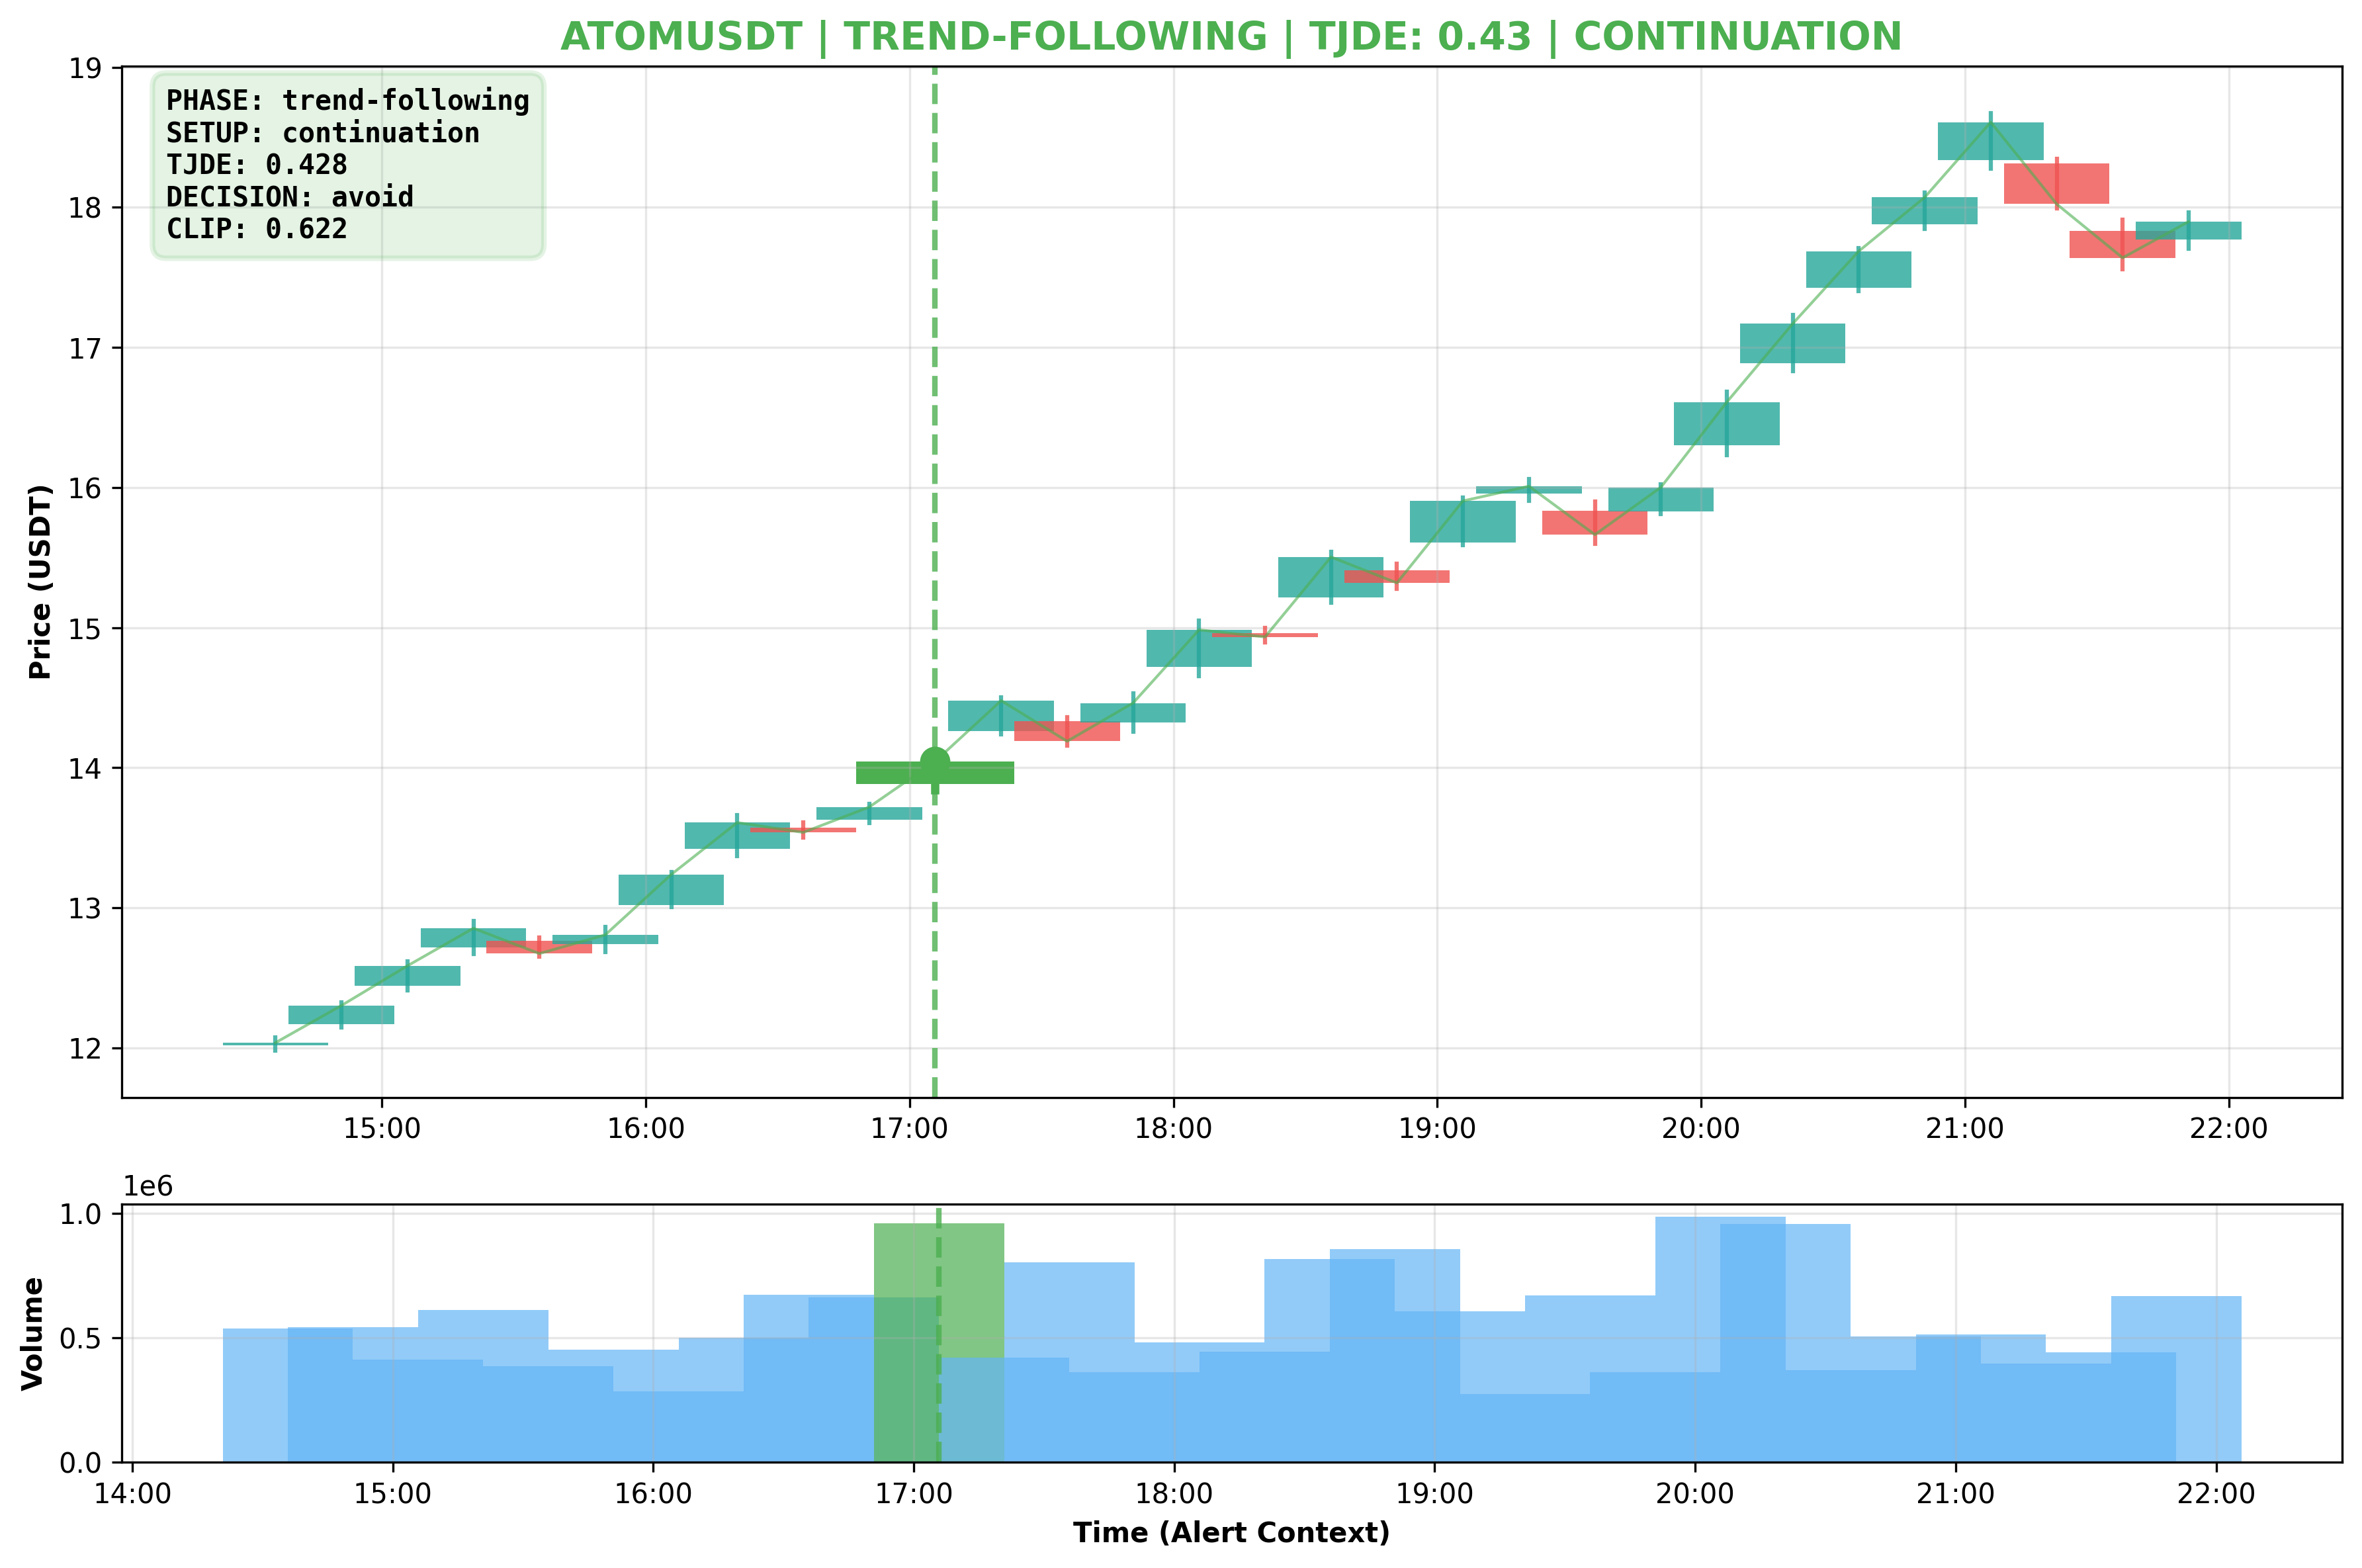 ATOMUSDT | TREND-FOLLOWING | TJDE: 0.43 | CONTINUATION
PHASE: trend-following
SETUP: continuation
TJDE: 0.428
DECISION: avoid
CLIP: 0.622
Price (USDT)
19
18
17
16
15
14
13
12
15:00 16:00 17:00 18:00 19:00 20:00 21:00 22:00
1e6
Volume
1.0
0.5
0.0
14:00 15:00 16:00 17:00 18:00 19:00 20:00 21:00 22:00
Time (Alert Context)